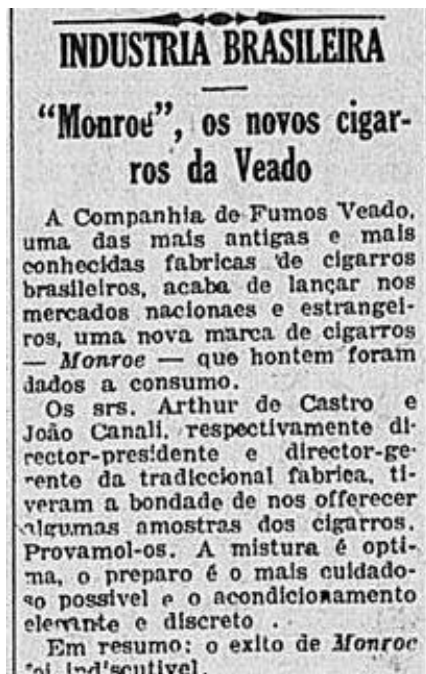 INDUSTRIA BRASILEIRA
“Monroe”, os novos cigar-
ros da Veado
A Companhia de Fumos Veado,
uma das mais antigas e mais
conhecidas fabricas de cigarros
brasileiros, acaba de lançar nos
mercados nacionaes e estrangei-
ros, uma nova marca de cigarros
— Monroe — que hontem foram
dados a consumo.
Os srs. Arthur de Castro e
João Canali, respectivamente di-
rector-presidente e director-ge-
rente da tradiccional fabrica, ti-
veram a bondade de nos offerecer
algumas amostras dos cigarros.
Provamol-os. A mistura é opti-
ma, o preparo é o mais cuidado-
so possivel e o acondicionamento
elegante e discreto .
Em resumo: o exito de Monroe
foi indiscutivel.